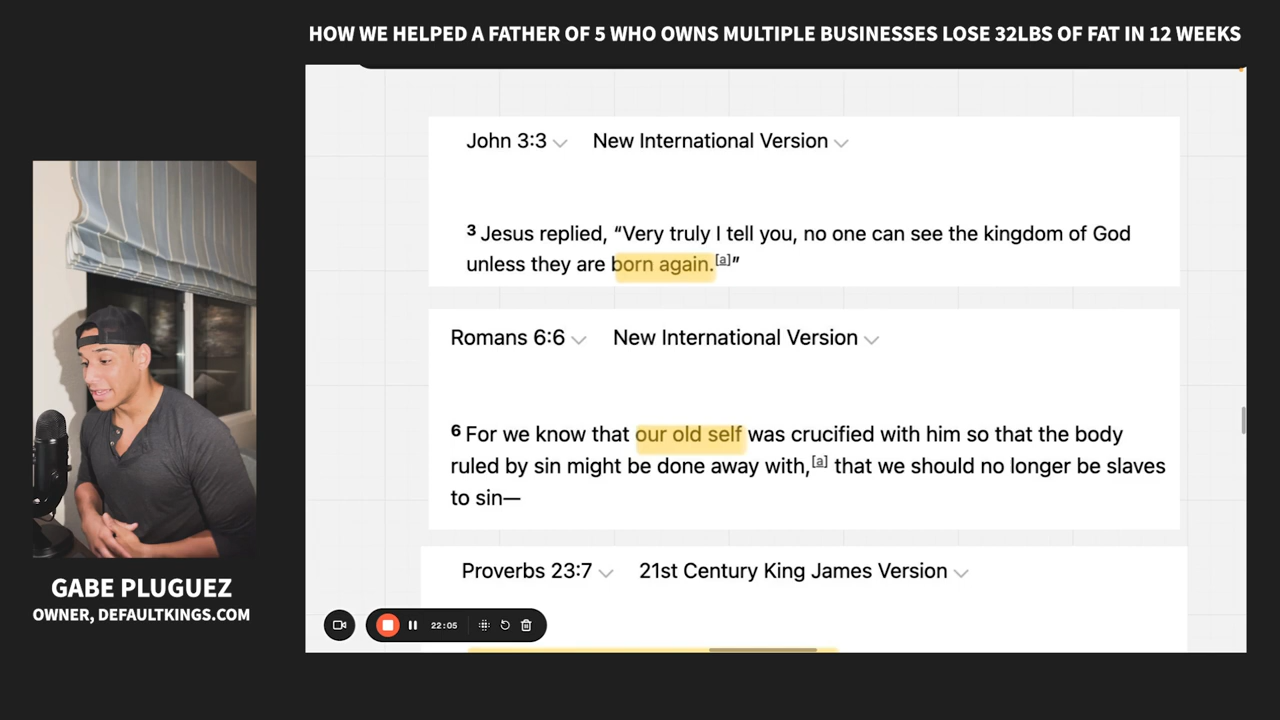 HOW WE HELPED A FATHER OF 5 WHO OWNS MULTIPLE BUSINESSES LOSE 32LBS OF FAT IN 12 WEEKS
John 3:3 New International Version
3 Jesus replied, “Very truly I tell you, no one can see the kingdom of God
unless they are born again.[a]”
Romans 6:6 New International Version
6 For we know that our old self was crucified with him so that the body
ruled by sin might be done away with,[a] that we should no longer be slaves
to sin—
Proverbs 23:7 21st Century King James Version
22:05
GABE PLUGUEZ
OWNER, DEFAULTKINGS.COM